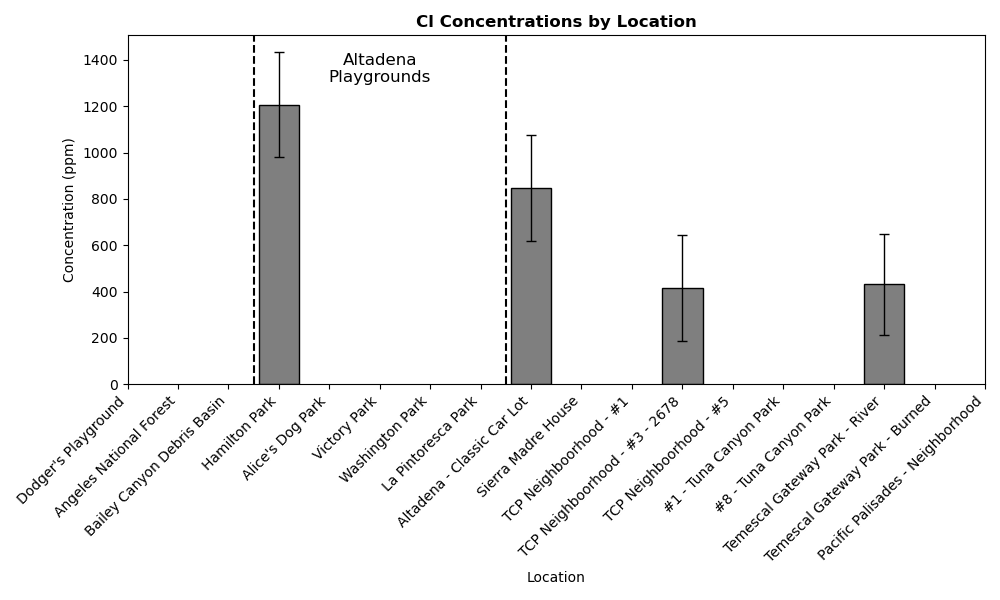 Cl Concentrations by Location
Altadena
Playgrounds
Concentration (ppm)
1400
1200
1000
800
600
400
200
0
Dodger's Playground
Angeles National Forest
Bailey Canyon Debris Basin
Hamilton Park
Alice's Dog Park
Victory Park
Washington Park
La Pintoresca Park
Altadena - Classic Car Lot
Sierra Madre House
TCP Neighboorhood - #1
TCP Neighboorhood - #3 - 2678
TCP Neighboorhood - #5
#1 - Tuna Canyon Park
#8 - Tuna Canyon Park
Temescal Gateway Park - River
Temescal Gateway Park - Burned
Pacific Palisades - Neighborhood
Location